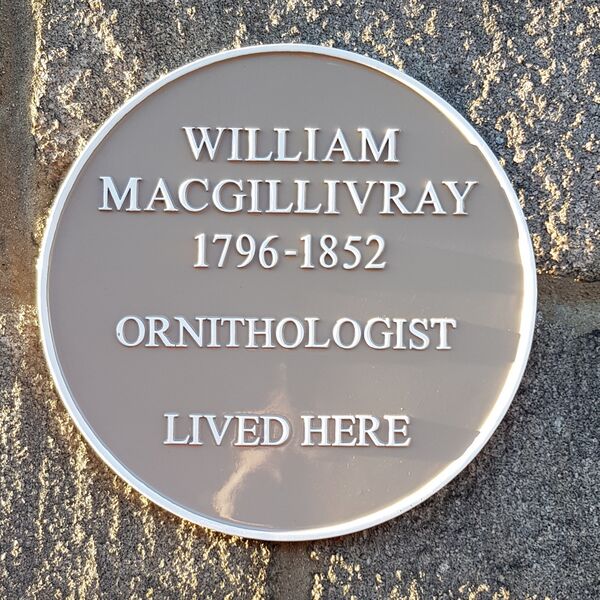 WILLIAM
MACGILLIVRAY
1796-1852
ORNITHOLOGIST
LIVED HERE